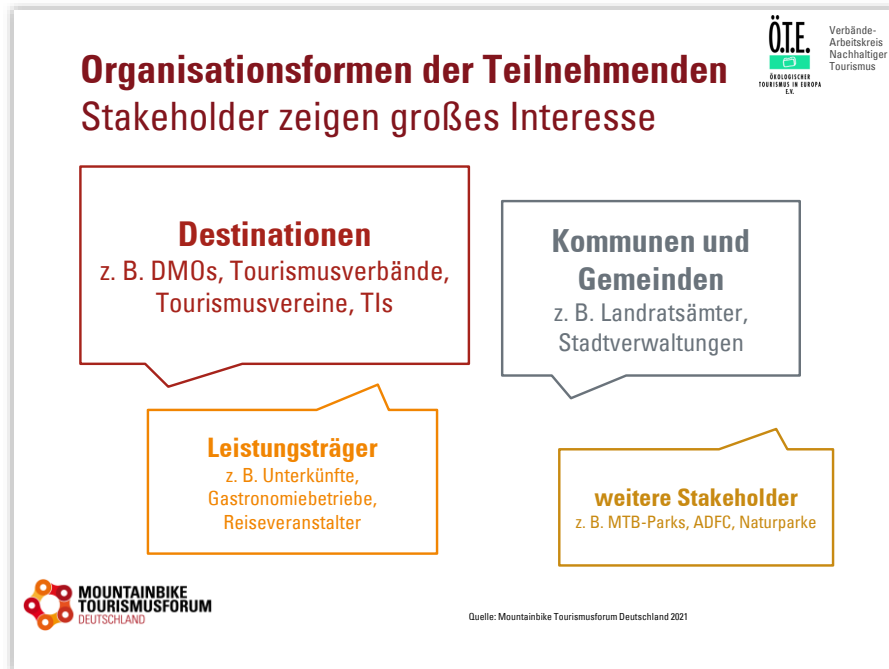 Organisationsformen der Teilnehmenden
Stakeholder zeigen großes Interesse
Ö.T.E.
ÖKOLOGISCHER
TOURISMUS IN EUROPA
E.V.
Verbände-
Arbeitskreis
Nachhaltiger
Tourismus
Destinationen
z. B. DMOs, Tourismusverbände,
Tourismusvereine, TIs
Kommunen und
Gemeinden
z. B. Landratsämter,
Stadtverwaltungen
Leistungsträger
z. B. Unterkünfte,
Gastronomiebetriebe,
Reiseveranstalter
weitere Stakeholder
z. B. MTB-Parks, ADFC, Naturparke
MOUNTAINBIKE
TOURISMUSFORUM
DEUTSCHLAND
Quelle: Mountainbike Tourismusforum Deutschland 2021